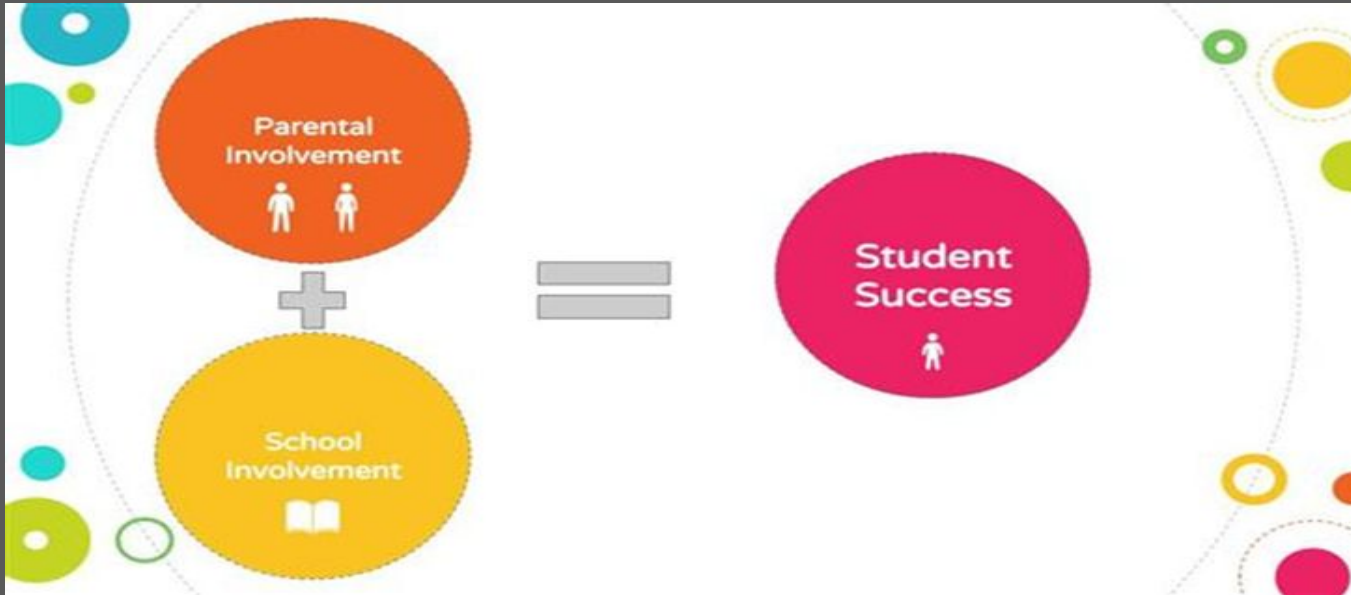 Parental
Involvement
School
Involvement
Student
Success